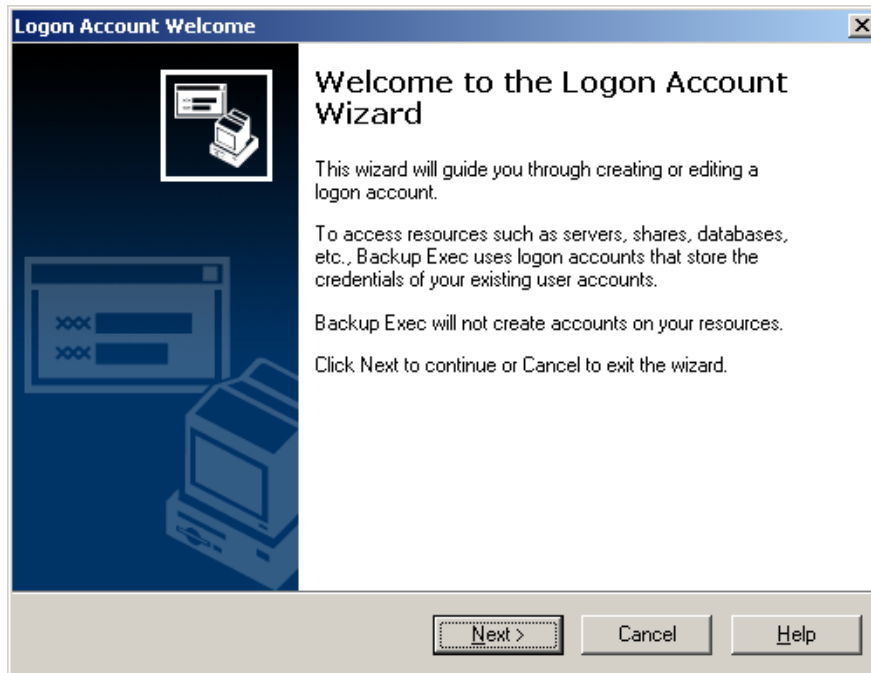 Logon Account Welcome
Welcome to the Logon Account
Wizard
This wizard will guide you through creating or editing a
logon account.
To access resources such as servers, shares, databases,
etc., Backup Exec uses logon accounts that store the
credentials of your existing user accounts.
Backup Exec will not create accounts on your resources.
Click Next to continue or Cancel to exit the wizard.
xxx
xxx
Next >
Cancel
Help